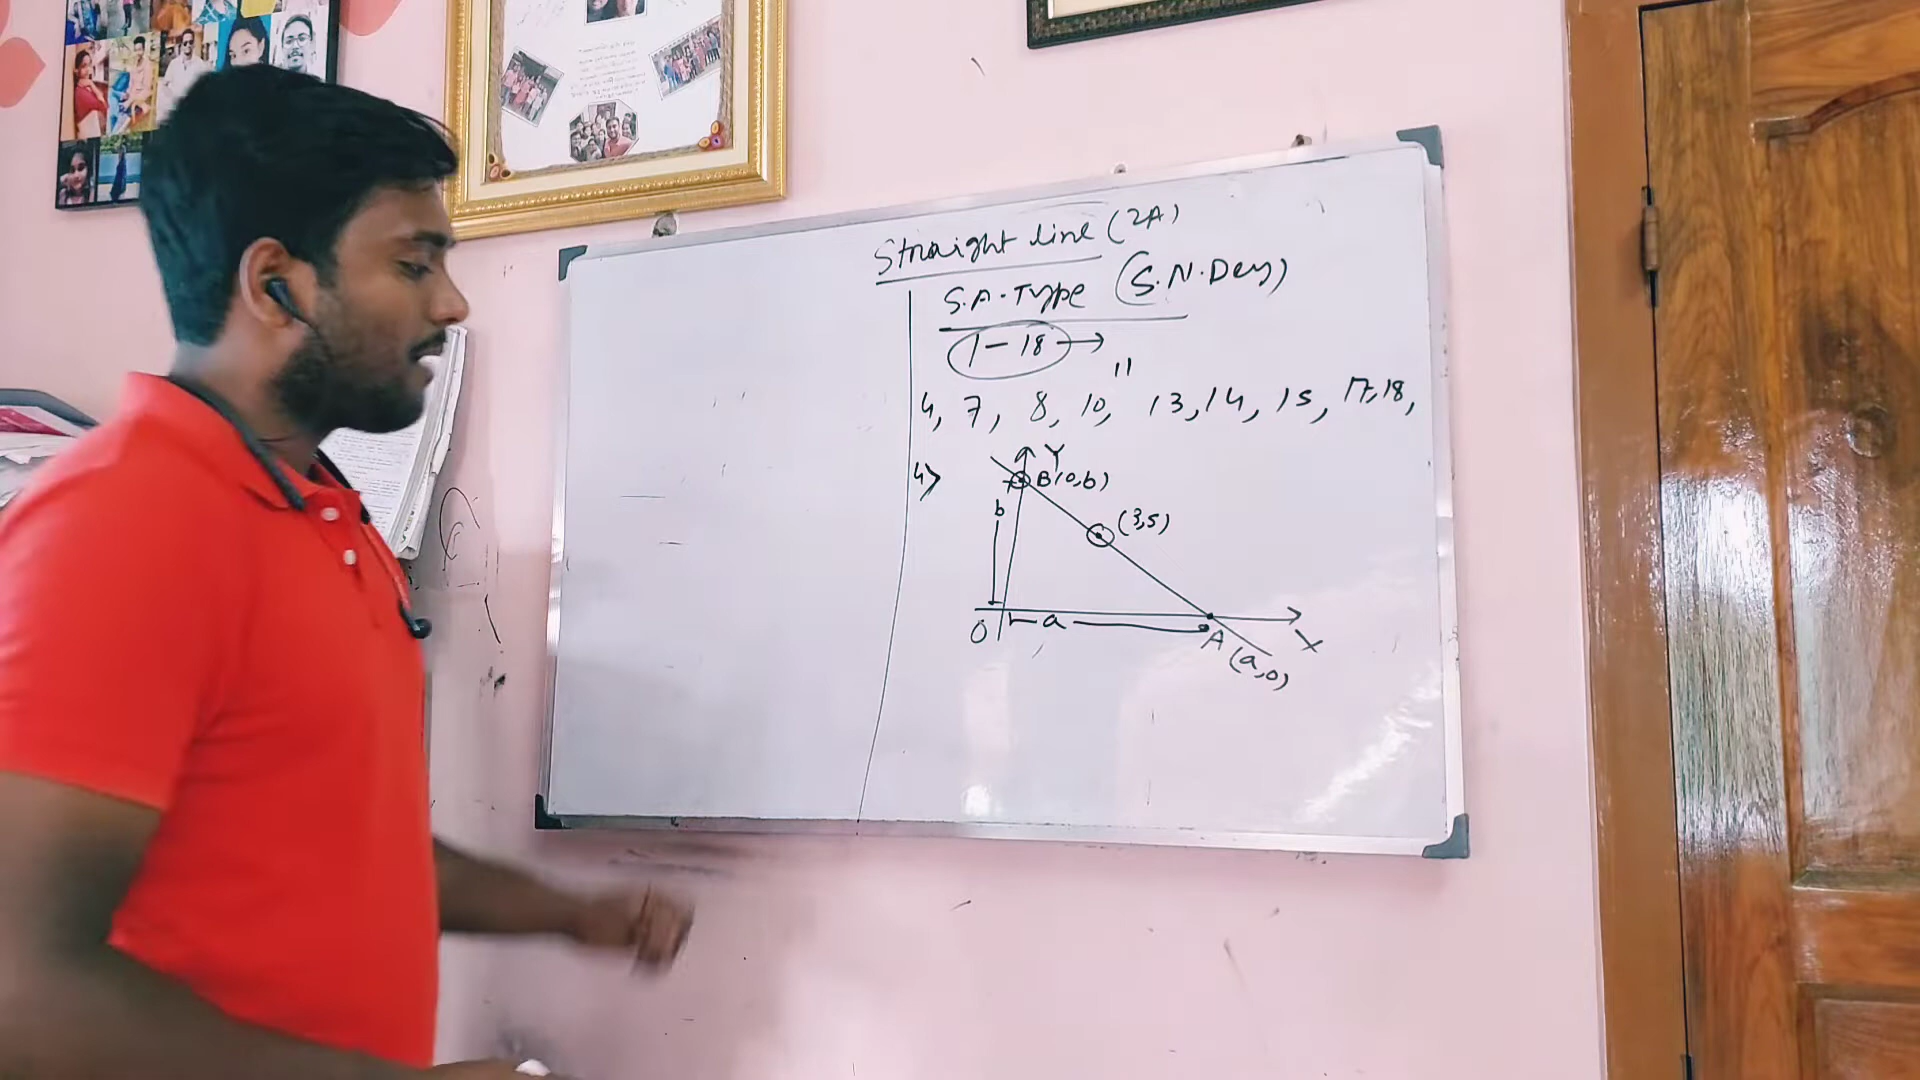 Straight line (2A)
S.A. Type (S.N. Dey)
1 - 18 →
11
4, 7, 8, 10, 13, 14, 15, 17, 18,
4>
Y
B(0,b)
b
(3,5)
O
a
A
X
(a,0)